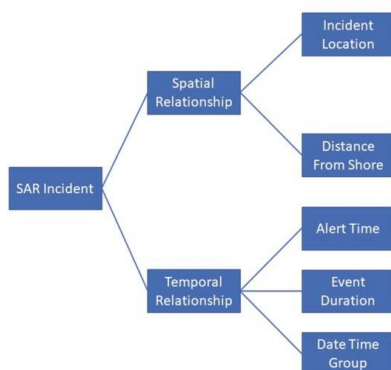 Incident
Location
Spatial
Relationship
Distance
From Shore
SAR Incident
Alert Time
Temporal
Relationship
Event
Duration
Date Time
Group